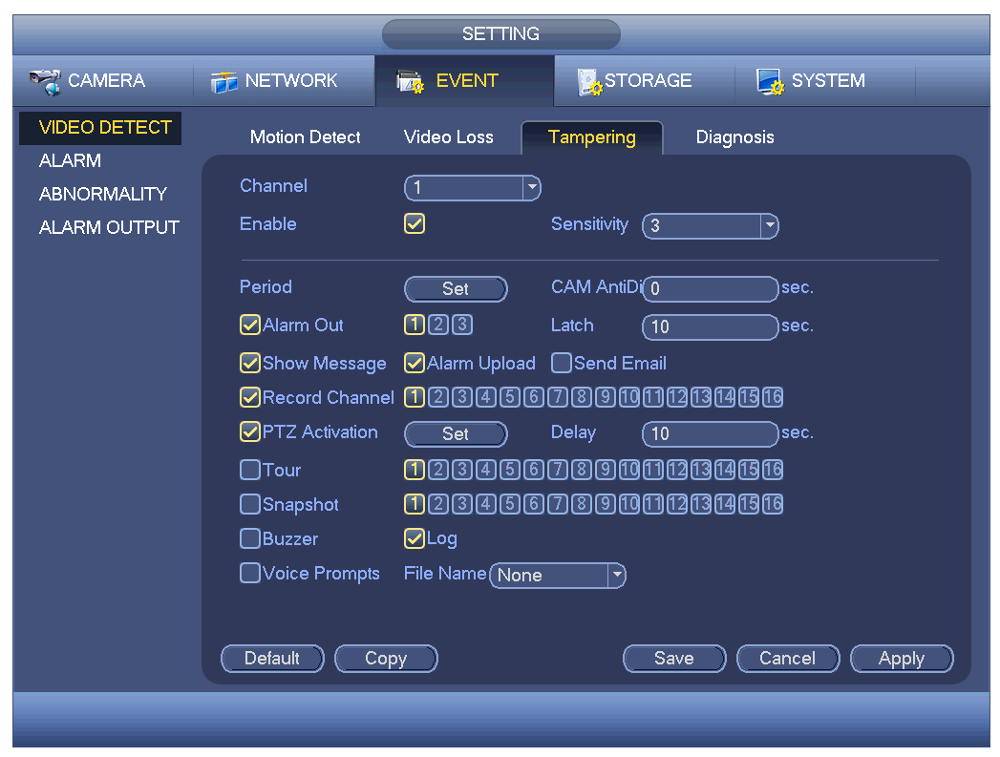 SETTING
CAMERA NETWORK EVENT STORAGE SYSTEM
VIDEO DETECT
ALARM
ABNORMALITY
ALARM OUTPUT
Motion Detect Video Loss Tampering Diagnosis
Channel 1
Enable Sensitivity 3
Period Set CAM AntiDi 0 sec.
Alarm Out 1 2 3 Latch 10 sec.
Show Message Alarm Upload Send Email
Record Channel 1 2 3 4 5 6 7 8 9 10 11 12 13 14 15 16
PTZ Activation Set Delay 10 sec.
Tour 1 2 3 4 5 6 7 8 9 10 11 12 13 14 15 16
Snapshot 1 2 3 4 5 6 7 8 9 10 11 12 13 14 15 16
Buzzer Log
Voice Prompts File Name None
Default Copy Save Cancel Apply